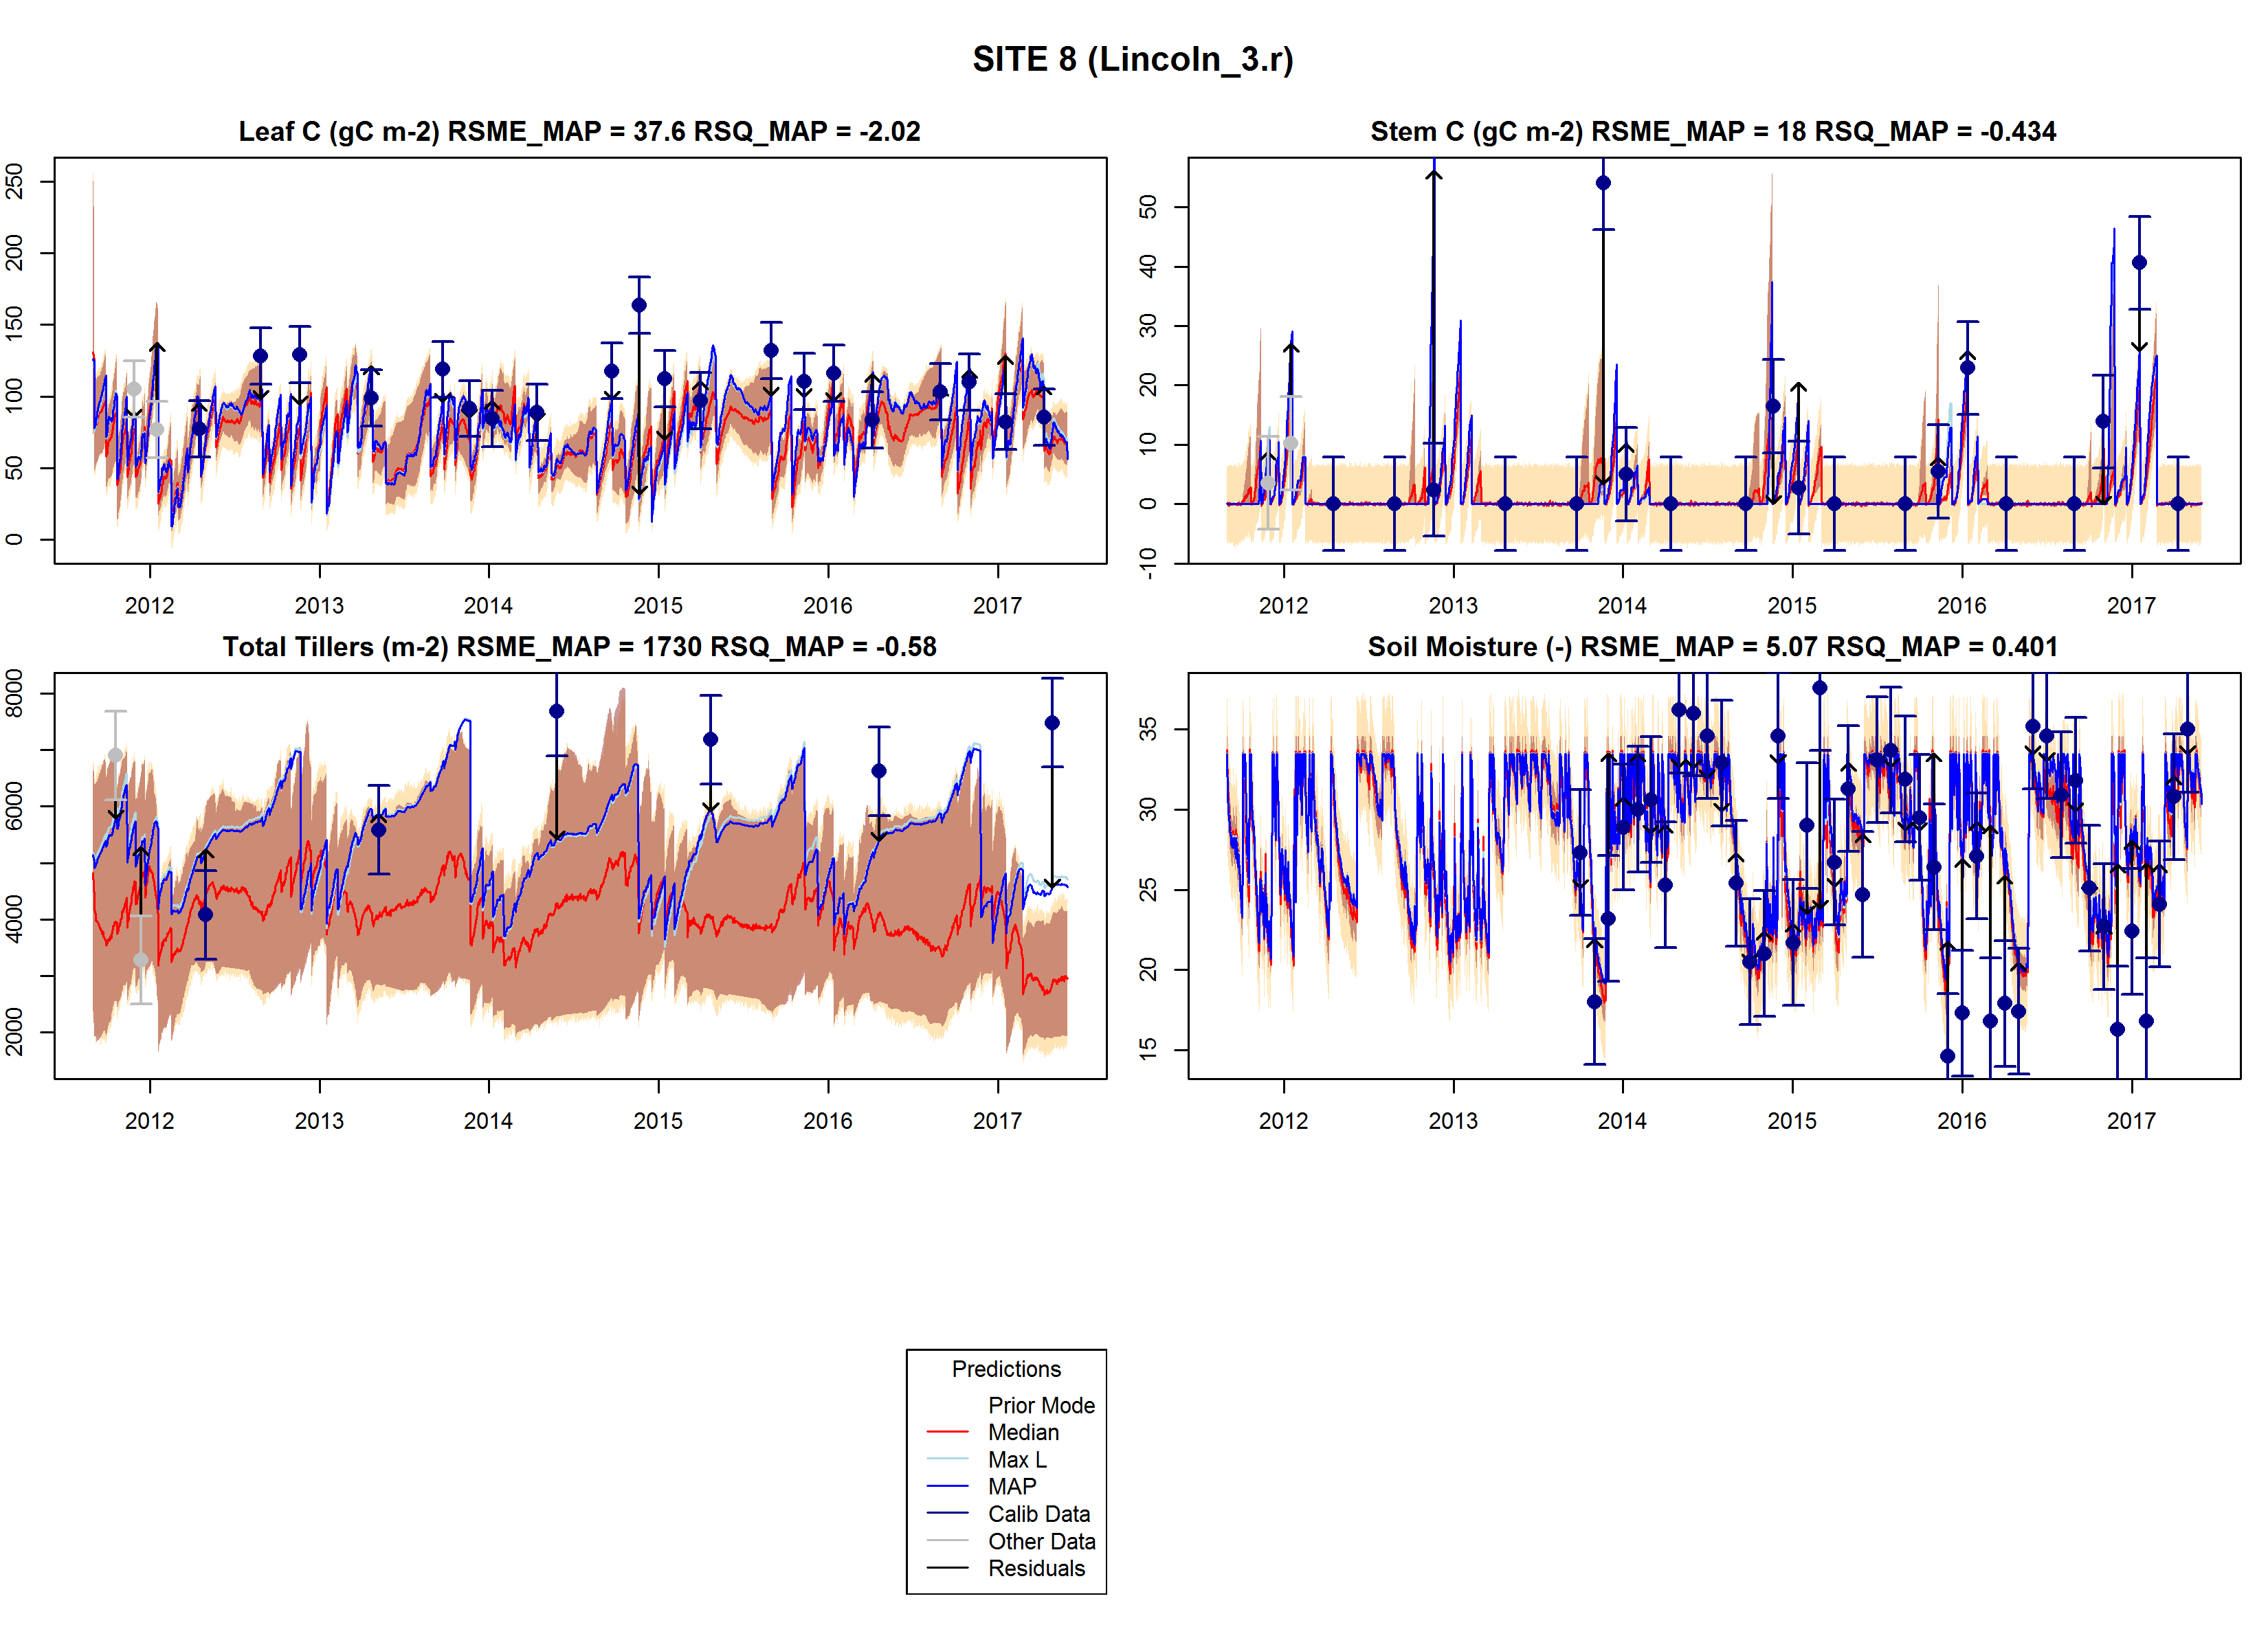 SITE 8 (Lincoln_3.r)
Leaf C (gC m-2) RSME_MAP = 37.6 RSQ_MAP = -2.02
250
200
150
100
50
0
2012 2013 2014 2015 2016 2017
Stem C (gC m-2) RSME_MAP = 18 RSQ_MAP = -0.434
50
40
30
20
10
0
-10
2012 2013 2014 2015 2016 2017
Total Tillers (m-2) RSME_MAP = 1730 RSQ_MAP = -0.58
8000
6000
4000
2000
2012 2013 2014 2015 2016 2017
Soil Moisture (-) RSME_MAP = 5.07 RSQ_MAP = 0.401
35
30
25
20
15
2012 2013 2014 2015 2016 2017
Predictions
Prior Mode
Median
Max L
MAP
Calib Data
Other Data
Residuals